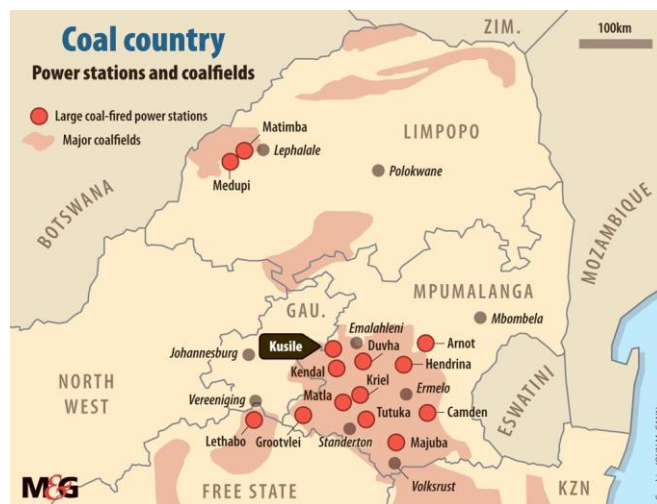 Coal country
Power stations and coalfields
Large coal-fired power stations
Major coalfields
ZIM.
100km
LIMPOPO
Matimba
Lephalale
Medupi
Polokwane
BOTSWANA
MOZAMBIQUE
GAU.
MPUMALANGA
Mbombela
Emalahleni
Kusile
Duvha
Arnot
Johannesburg
Kendal
Hendrina
Kriel
NORTH
WEST
Vereeniging
Matla
Ermelo
ESWATINI
Tutuka
Camden
Lethabo
Grootvlei
Standerton
Majuba
Volksrust
M&G
FREE STATE
KZN